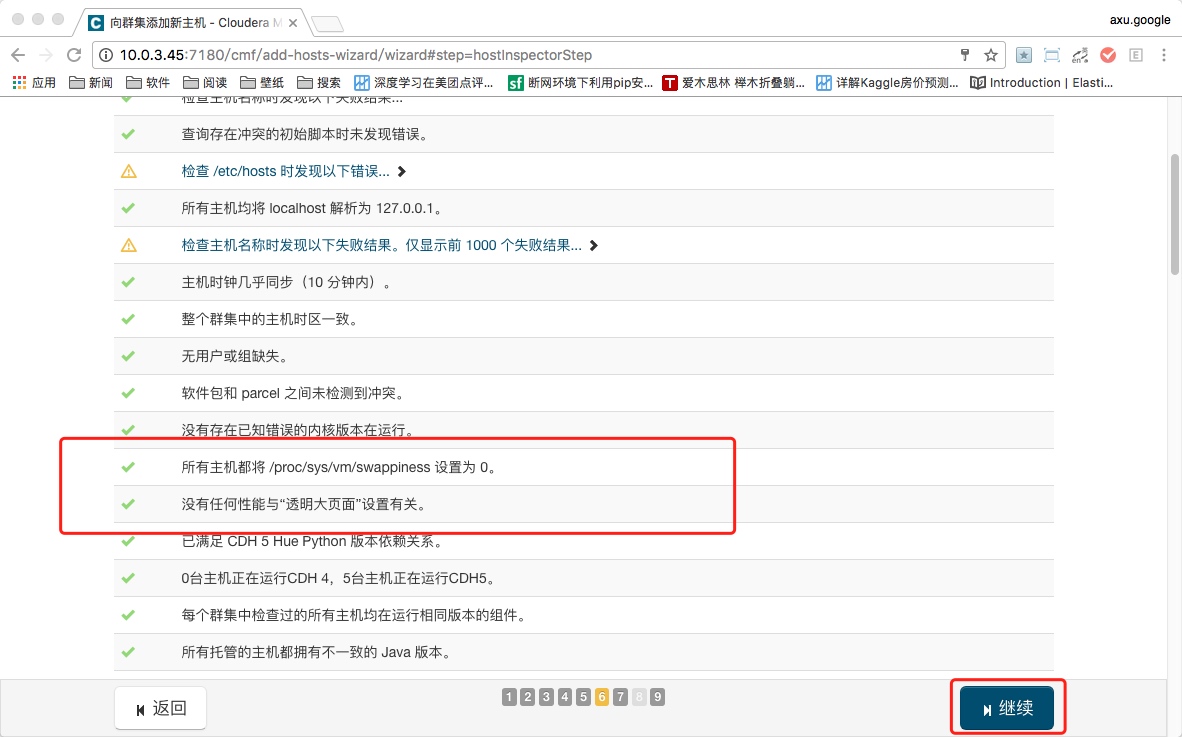 向群集添加新主机 - Cloudera M
axu.google
10.0.3.45:7180/cmf/add-hosts-wizard/wizard#step=hostInspectorStep
应用 新闻 软件 阅读 壁纸 搜索 深度学习在美团点评... sf 断网环境下利用pip安... T 爱木思林 榉木折叠躺... 详解Kaggle房价预测... Introduction | Elasti...
检查主机名称时发现以下失败结果...
查询存在冲突的初始脚本时未发现错误。
检查 /etc/hosts 时发现以下错误...
所有主机均将 localhost 解析为 127.0.0.1。
检查主机名称时发现以下失败结果。仅显示前 1000 个失败结果...
主机时钟几乎同步（10 分钟内）。
整个群集中的主机时区一致。
无用户或组缺失。
软件包和 parcel 之间未检测到冲突。
没有存在已知错误的内核版本在运行。
所有主机都将 /proc/sys/vm/swappiness 设置为 0。
没有任何性能与“透明大页面”设置有关。
已满足 CDH 5 Hue Python 版本依赖关系。
0台主机正在运行CDH 4，5台主机正在运行CDH5。
每个群集中检查过的所有主机均在运行相同版本的组件。
所有托管的主机都拥有不一致的 Java 版本。
返回 1 2 3 4 5 6 7 8 9 继续